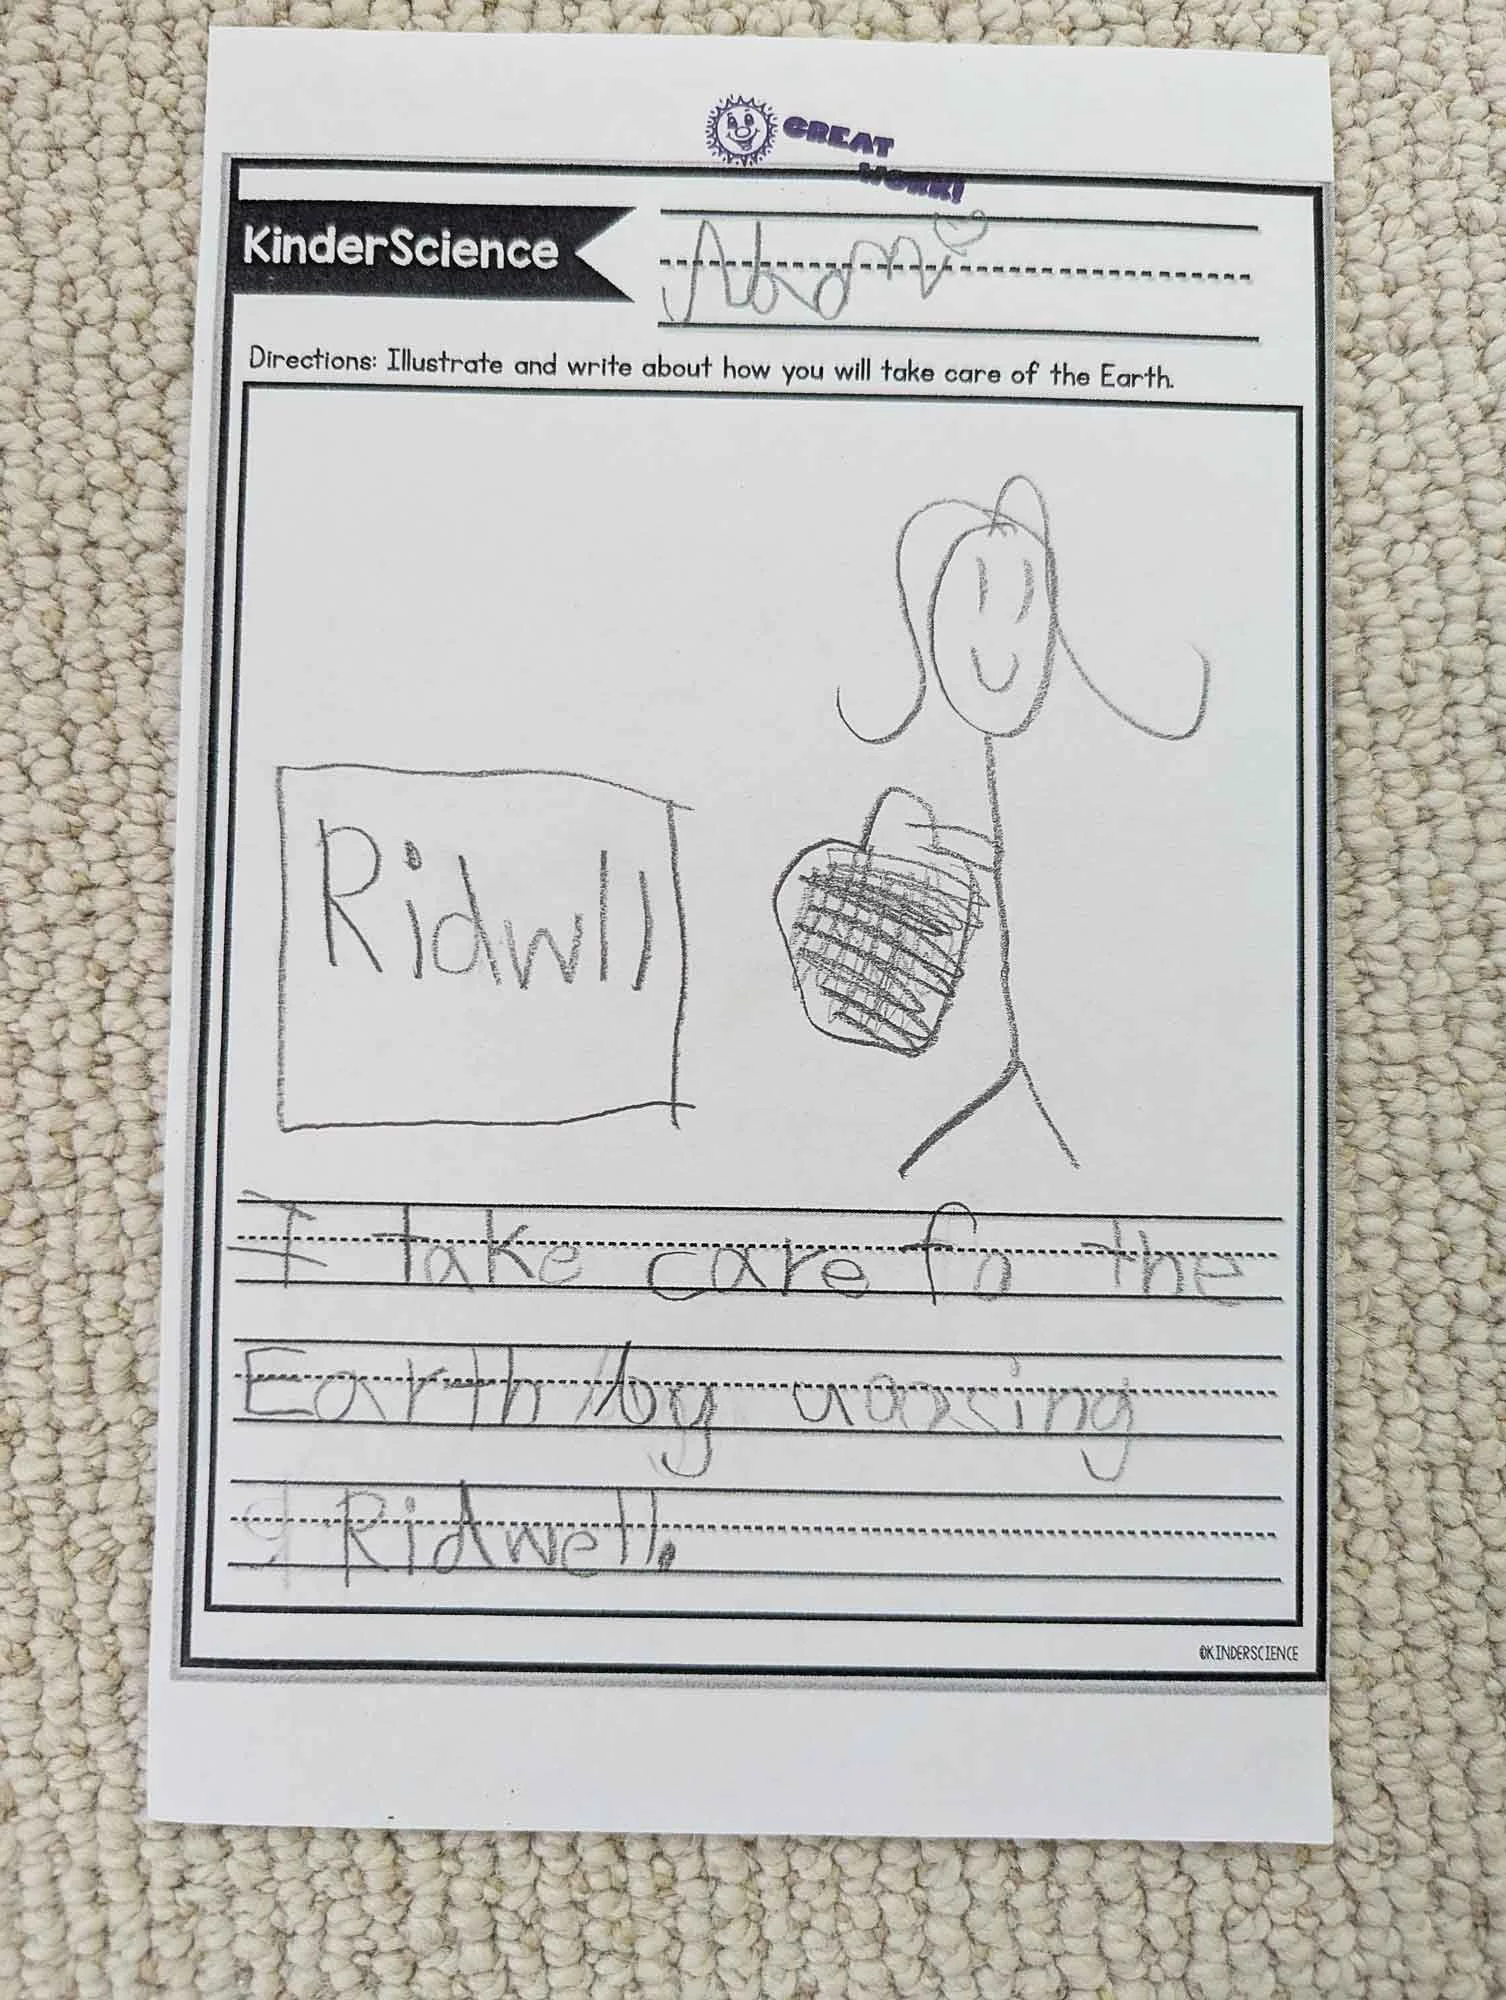 GREAT
WORK!
KinderScience
Naomi
Directions: Illustrate and write about how you will take care of the Earth.
Ridwll
I take care fo the
Earth by
Ridwell.
©KINDERSCIENCE